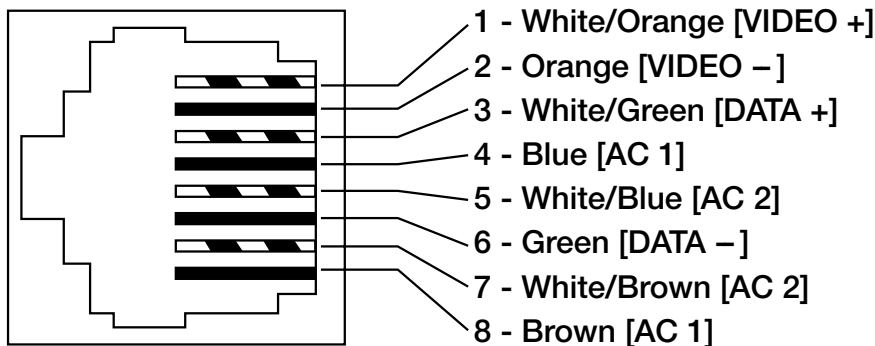 1 - White/Orange [VIDEO +]
2 - Orange [VIDEO – ]
3 - White/Green [DATA +]
4 - Blue [AC 1]
5 - White/Blue [AC 2]
6 - Green [DATA – ]
7 - White/Brown [AC 2]
8 - Brown [AC 1]